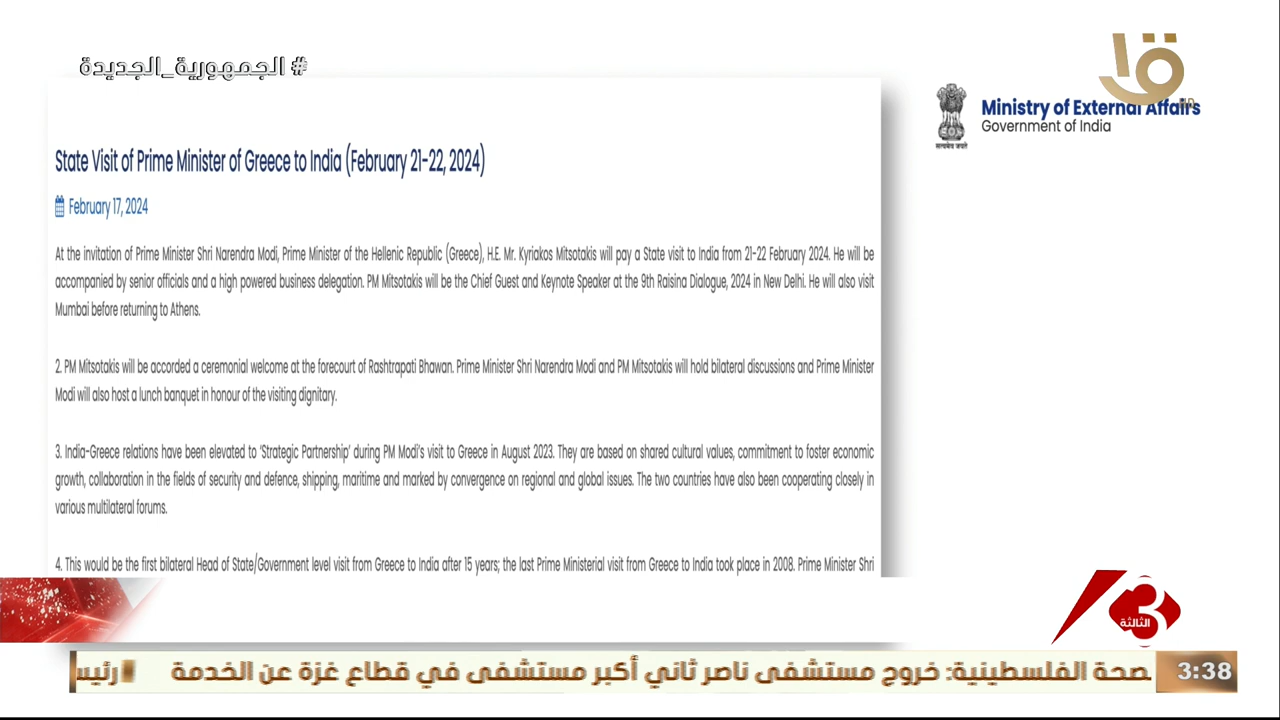 # الجمهورية_الجديدة
Ministry of External Affairs
Government of India
सत्यमेव जयते
State Visit of Prime Minister of Greece to India (February 21-22, 2024)
February 17, 2024
At the invitation of Prime Minister Shri Narendra Modi, Prime Minister of the Hellenic Republic (Greece), H.E. Mr. Kyriakos Mitsotakis will pay a State visit to India from 21-22 February 2024. He will be
accompanied by senior officials and a high powered business delegation. PM Mitsotakis will be the Chief Guest and Keynote Speaker at the 9th Raisina Dialogue, 2024 in New Delhi. He will also visit
Mumbai before returning to Athens.
2. PM Mitsotakis will be accorded a ceremonial welcome at the forecourt of Rashtrapati Bhawan. Prime Minister Shri Narendra Modi and PM Mitsotakis will hold bilateral discussions and Prime Minister
Modi will also host a lunch banquet in honour of the visiting dignitary.
3. India-Greece relations have been elevated to ‘Strategic Partnership’ during PM Modi’s visit to Greece in August 2023. They are based on shared cultural values, commitment to foster economic
growth, collaboration in the fields of security and defence, shipping, maritime and marked by convergence on regional and global issues. The two countries have also been cooperating closely in
various multilateral forums.
4. This would be the first bilateral Head of State/Government level visit from Greece to India after 15 years; the last Prime Ministerial visit from Greece to India took place in 2008. Prime Minister Shri
3
الثالثة
الفلسطينية: خروج مستشفى ناصر ثاني أكبر مستشفى في قطاع غزة عن الخدمة
3:38